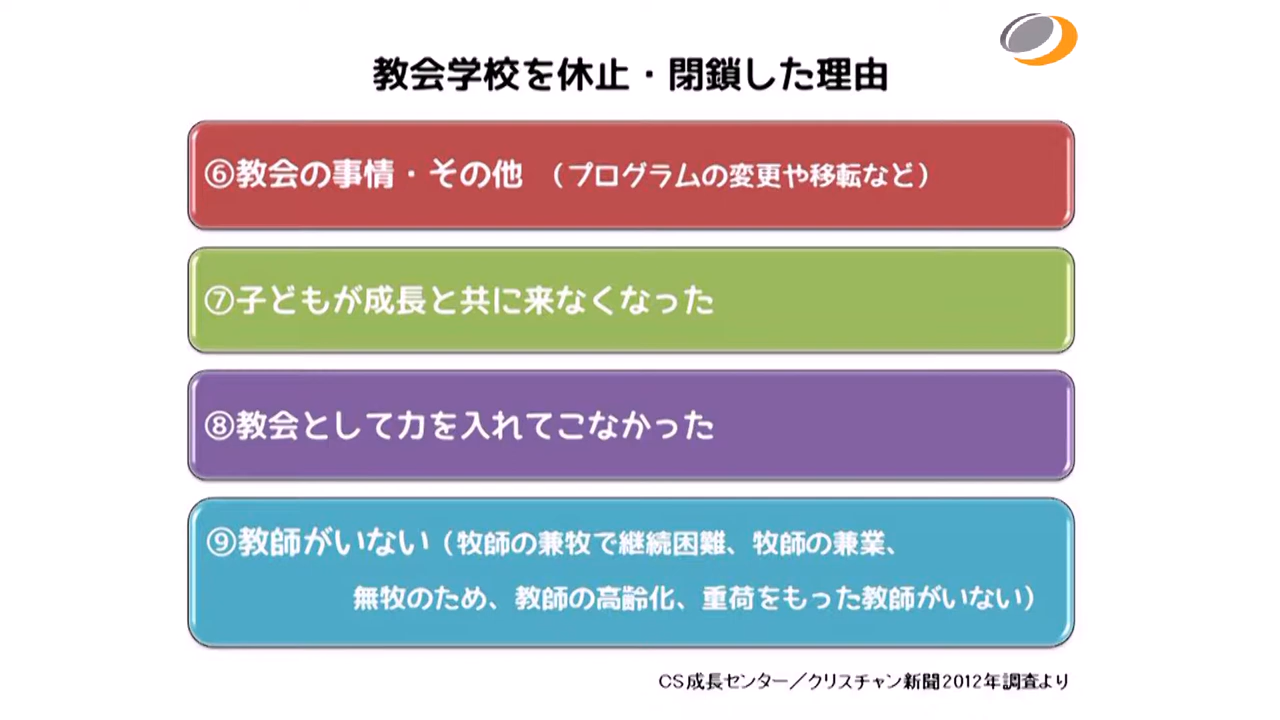 教会学校を休止・閉鎖した理由
⑥教会の事情・その他 （プログラムの変更や移転など）
⑦子どもが成長と共に来なくなった
⑧教会として力を入れてこなかった
⑨教師がいない（牧師の兼牧で継続困難、牧師の兼業、
無牧のため、教師の高齢化、重荷をもった教師がいない）
CS成長センター／クリスチャン新聞2012年調査より